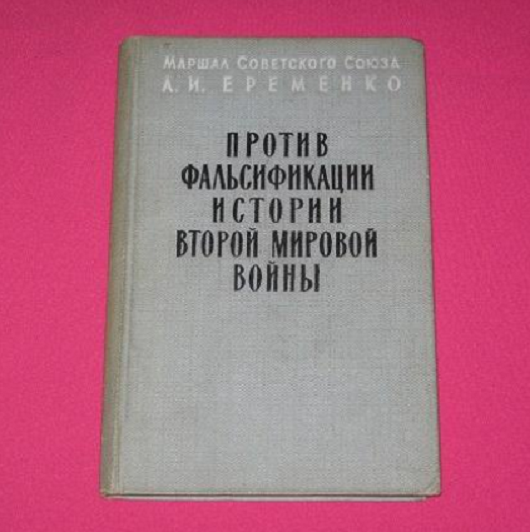 Маршал Советского Союза
А. И. ЕРЕМЕНКО
ПРОТИВ
ФАЛЬСИФИКАЦИИ
ИСТОРИИ
ВТОРОЙ МИРОВОЙ
ВОЙНЫ